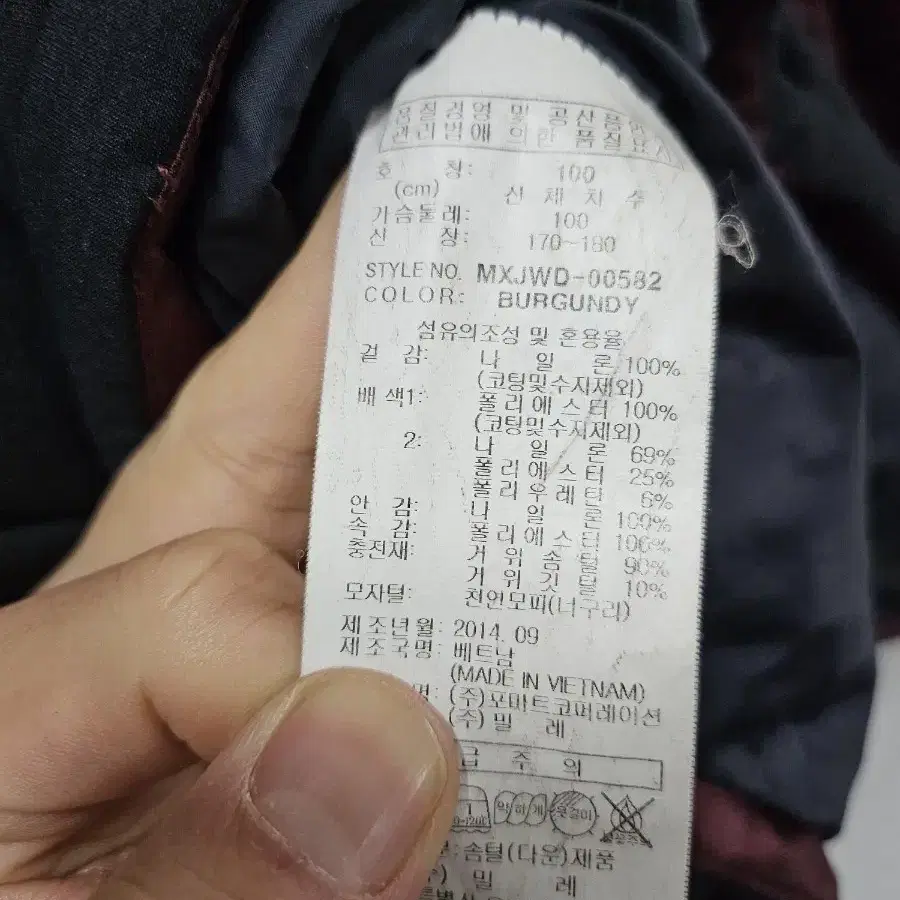 품질경영 및 공산품안
관리법에 의한 품질표시
호 칭: 100
(cm) 신 체 치 수
가슴둘레: 100
신 장: 170~180
STYLE NO. MXJWD-00582
COLOR: BURGUNDY
섬유의조성 및 혼용율
겉 감: 나 일 론 100%
(코팅및수지제외)
배 색1: 폴리에스터 100%
(코팅및수지제외)
2: 나 일 론 69%
폴리에스터 25%
폴리우레탄 6%
안 감: 나 일 론 100%
속 감: 폴리에스터 100%
충전재: 거 위 솜 털 90%
거 위 깃 털 10%
모자털: 천연모피(너구리)
제조년월: 2014. 09
제조국명: 베트남
(MADE IN VIETNAM)
(주)포마트코퍼레이션
(주)밀 레
급 주 의
약하게
옷걸이
솜털(다운)제품
밀 레